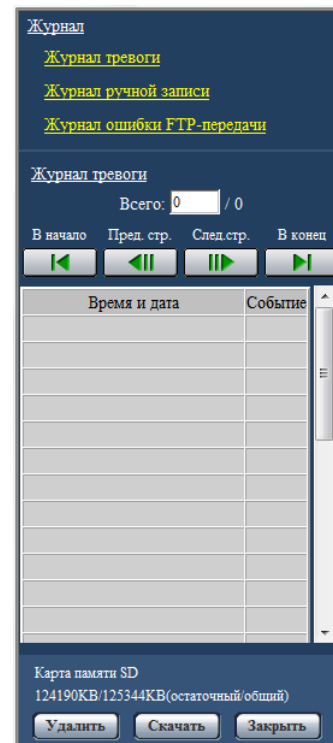 Журнал
Журнал тревоги
Журнал ручной записи
Журнал ошибки FTP-передачи
Журнал тревоги
Всего: 0 / 0
В начало Пред. стр. След.стр. В конец
Время и дата Событие
Карта памяти SD
124190KB/125344KB(остаточный/общий)
Удалить Скачать Закрыть